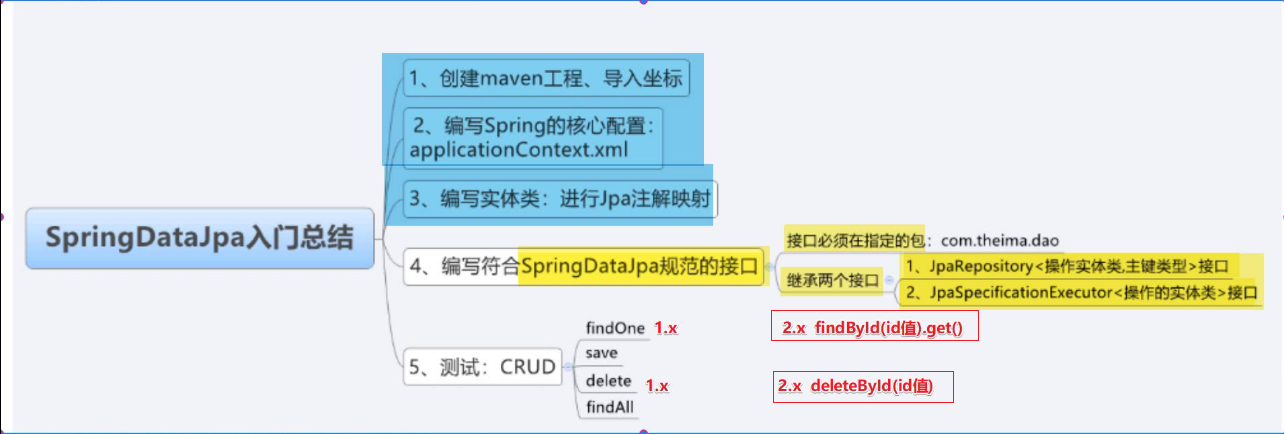 SpringDataJpa入门总结
1、创建maven工程、导入坐标
2、编写Spring的核心配置：
applicationContext.xml
3、编写实体类：进行Jpa注解映射
4、编写符合SpringDataJpa规范的接口
接口必须在指定的包：com.theima.dao
继承两个接口
1、JpaRepository<操作实体类,主键类型>接口
2、JpaSpecificationExecutor<操作的实体类>接口
5、测试：CRUD
findOne 1.x 2.x findById(id值).get()
save
delete 1.x 2.x deleteById(id值)
findAll